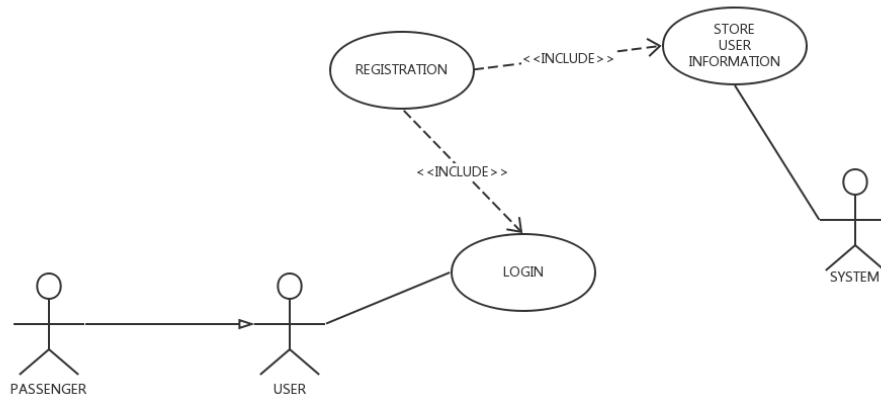 STORE
USER
INFORMATION
REGISTRATION
<<INCLUDE>>
<<INCLUDE>>
LOGIN
SYSTEM
PASSENGER
USER